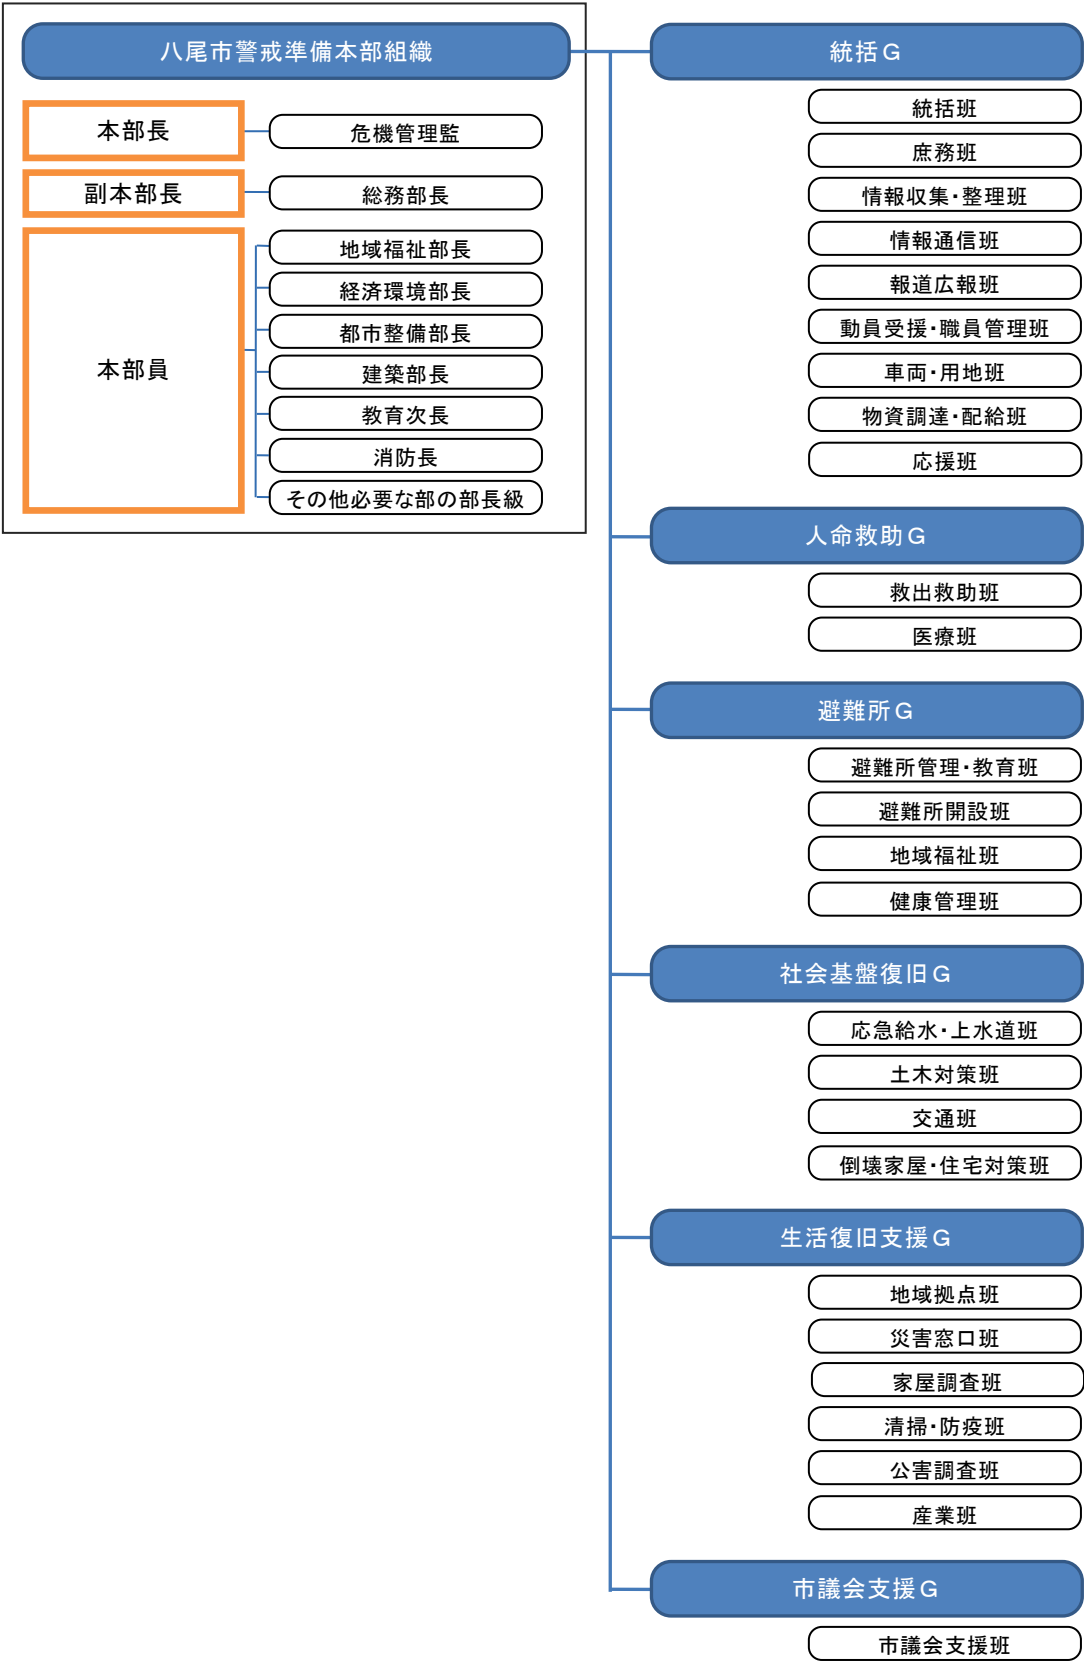 八尾市警戒準備本部組織
本部長
危機管理監
副本部長
総務部長
本部員
地域福祉部長
経済環境部長
都市整備部長
建築部長
教育次長
消防長
その他必要な部の部長級
統括Ｇ
統括班
庶務班
情報収集・整理班
情報通信班
報道広報班
動員受援・職員管理班
車両・用地班
物資調達・配給班
応援班
人命救助Ｇ
救出救助班
医療班
避難所Ｇ
避難所管理・教育班
避難所開設班
地域福祉班
健康管理班
社会基盤復旧Ｇ
応急給水・上水道班
土木対策班
交通班
倒壊家屋・住宅対策班
生活復旧支援Ｇ
地域拠点班
災害窓口班
家屋調査班
清掃・防疫班
公害調査班
産業班
市議会支援Ｇ
市議会支援班